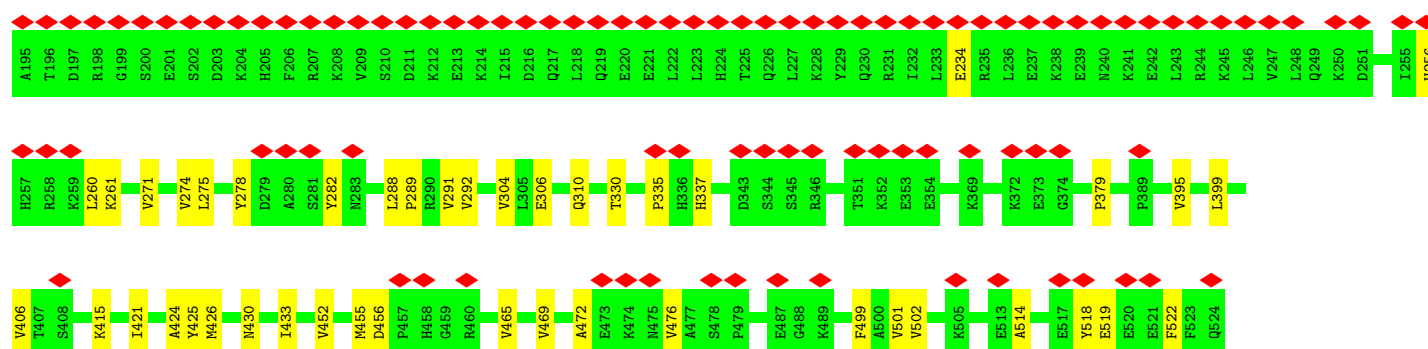 A195 T196 D197 R198 G199 S200 E201 S202 D203 K204 H205 F206 R207 K208 V209 S210 D211 K212 E213 K214 I215 D216 Q217 L218 Q219 E220 E221 L222 L223 H224 T225 Q226 L227 K228 Y229 Q230 R231 I232 L233 E234 R235 L236 E237 K238 E239 N240 K241 E242 L243 R244 K245 L246 V247 L248 Q249 K250 D251 I255
H257 R258 K259 L260 K261 V271 V274 L275 Y278 D279 A280 S281 Y282 N283 L288 P289 R290 V291 V292 V304 L305 E306 Q310 T330 P335 H336 H337 D343 S344 S345 R346 T351 K352 E353 E354 K369 K372 E373 G374 P379 P389 V395 L399
V406 T407 S408 K415 I421 A424 Y425 M426 N430 I433 V452 M455 D456 P457 H458 G459 R460 V465 V469 A472 E473 K474 N475 V476 A477 S478 P479 E487 G488 K489 F499 A500 V501 V502 K505 E513 A514 E517 Y518 E519 E520 E521 F522 F523 Q524